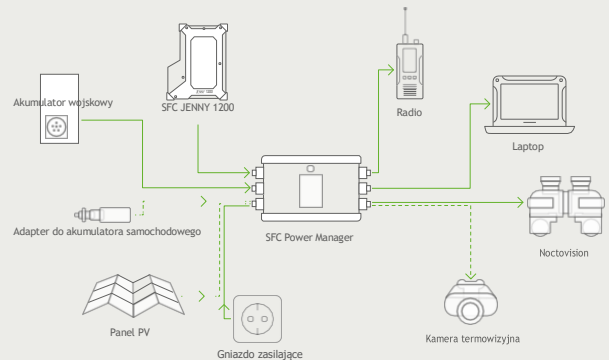 Akumulator wojskowy
SFC JENNY 1200
Radio
Laptop
Adapter do akumulatora samochodowego
SFC Power Manager
Noctovision
Panel PV
Gniazdo zasilające
Kamera termowizyjna